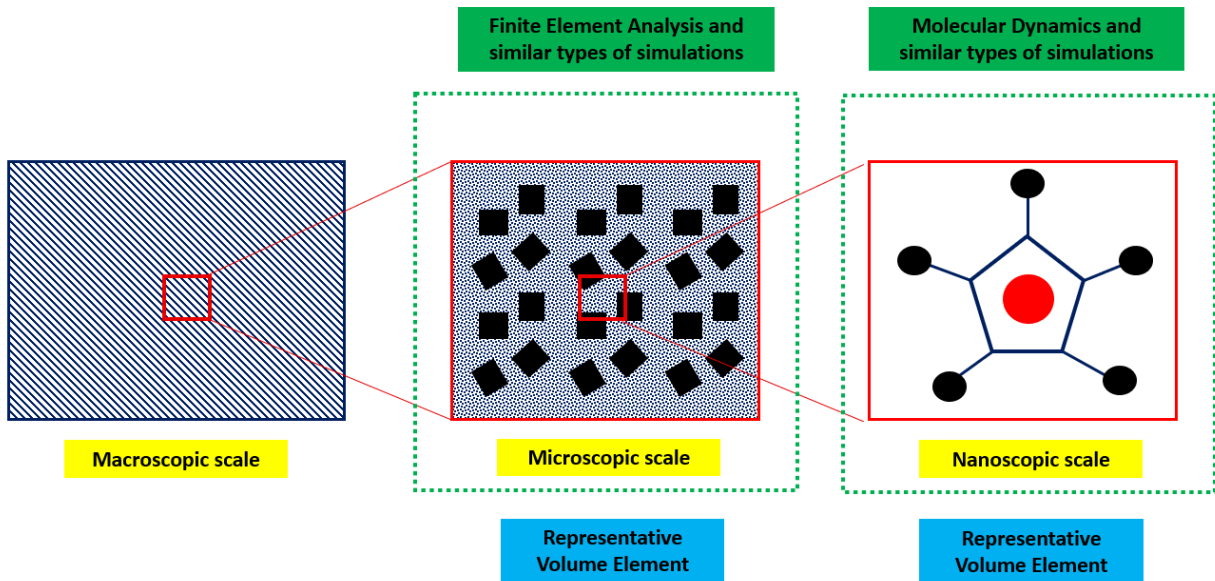 Finite Element Analysis and
similar types of simulations
Molecular Dynamics and
similar types of simulations
Macroscopic scale
Microscopic scale
Nanoscopic scale
Representative
Volume Element
Representative
Volume Element